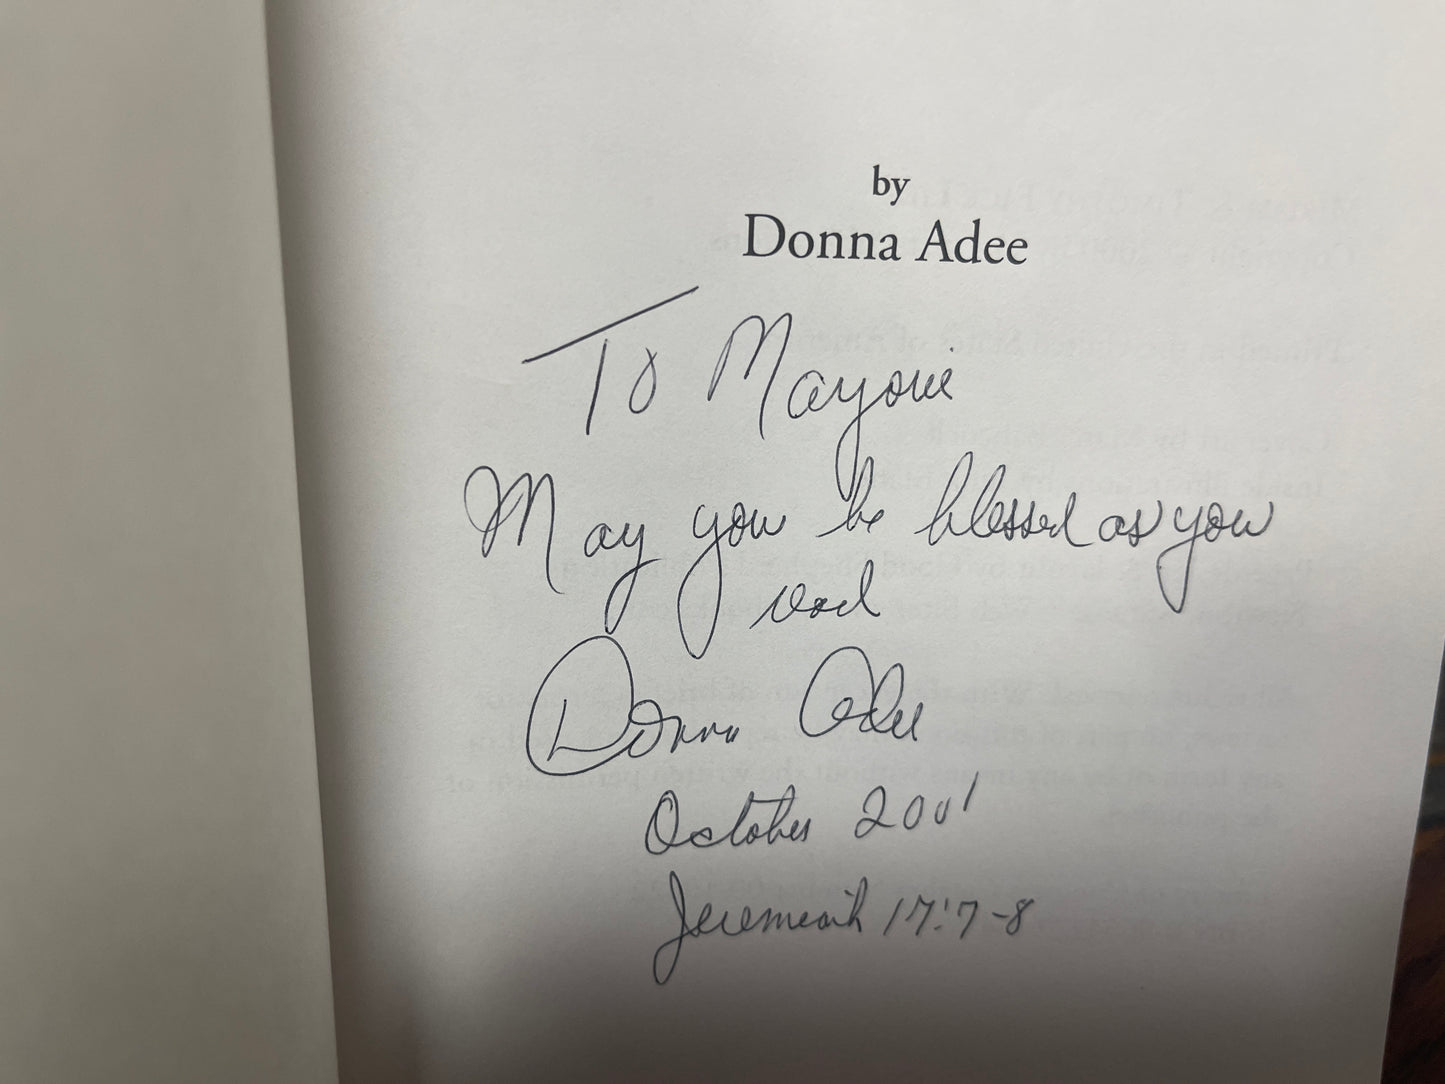 by
Donna Adee
To Marjorie
May you be blessed as you
read
Donna Adee
October 2001
Jeremiah 17:7-8